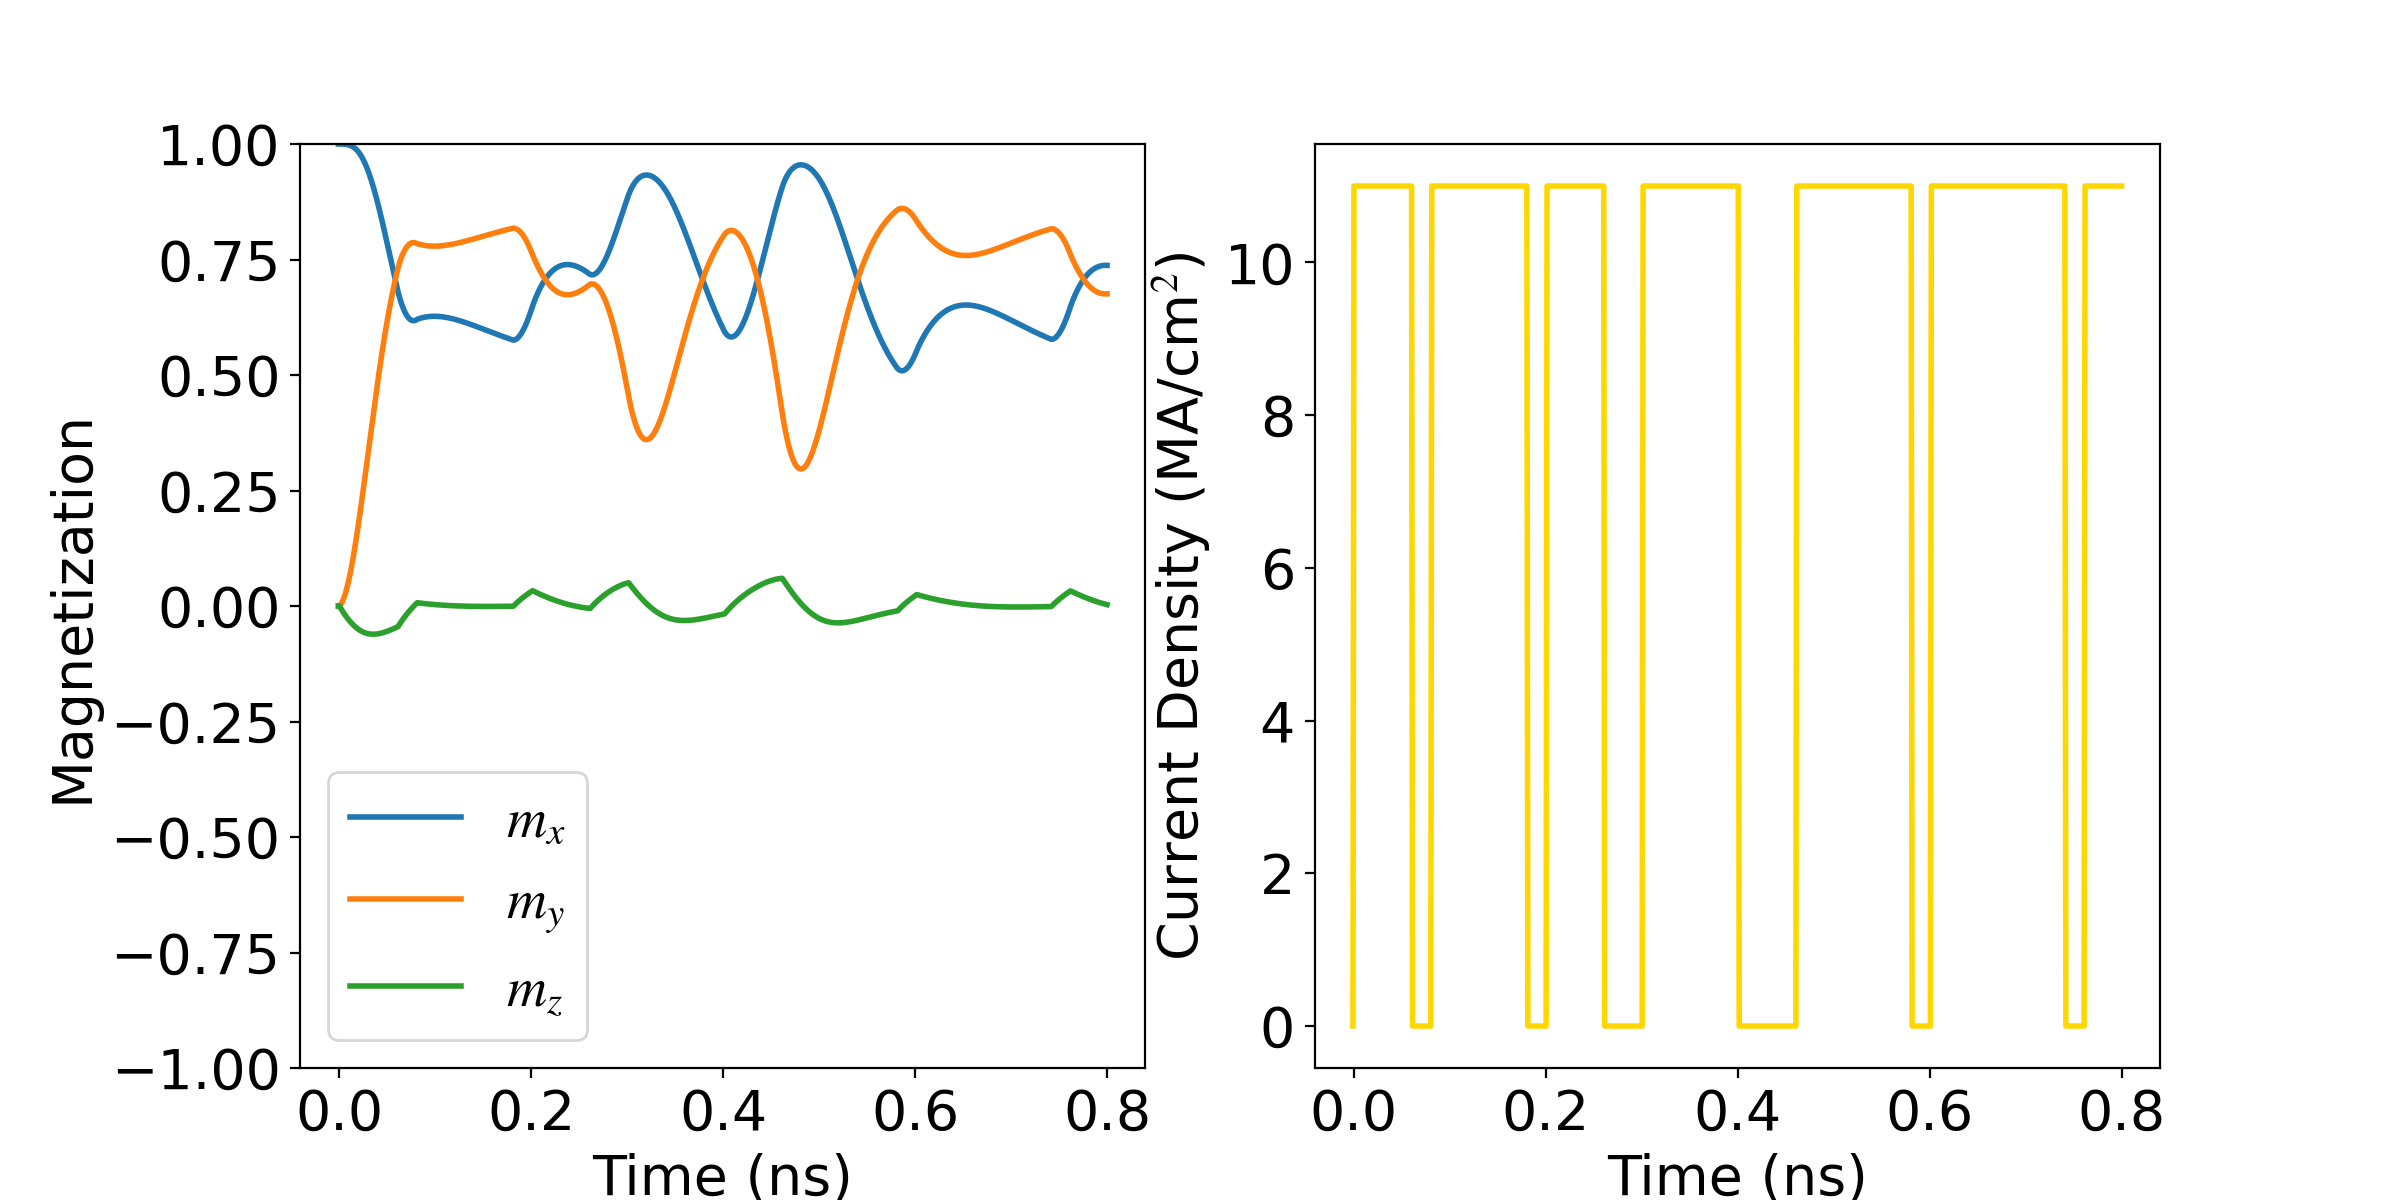 Magnetization
1.00
0.75
0.50
0.25
0.00
−0.25
−0.50
−0.75
−1.00
m_x
m_y
m_z
0.0 0.2 0.4 0.6 0.8
Time (ns)
Current Density (MA/cm²)
10
8
6
4
2
0
0.0 0.2 0.4 0.6 0.8
Time (ns)